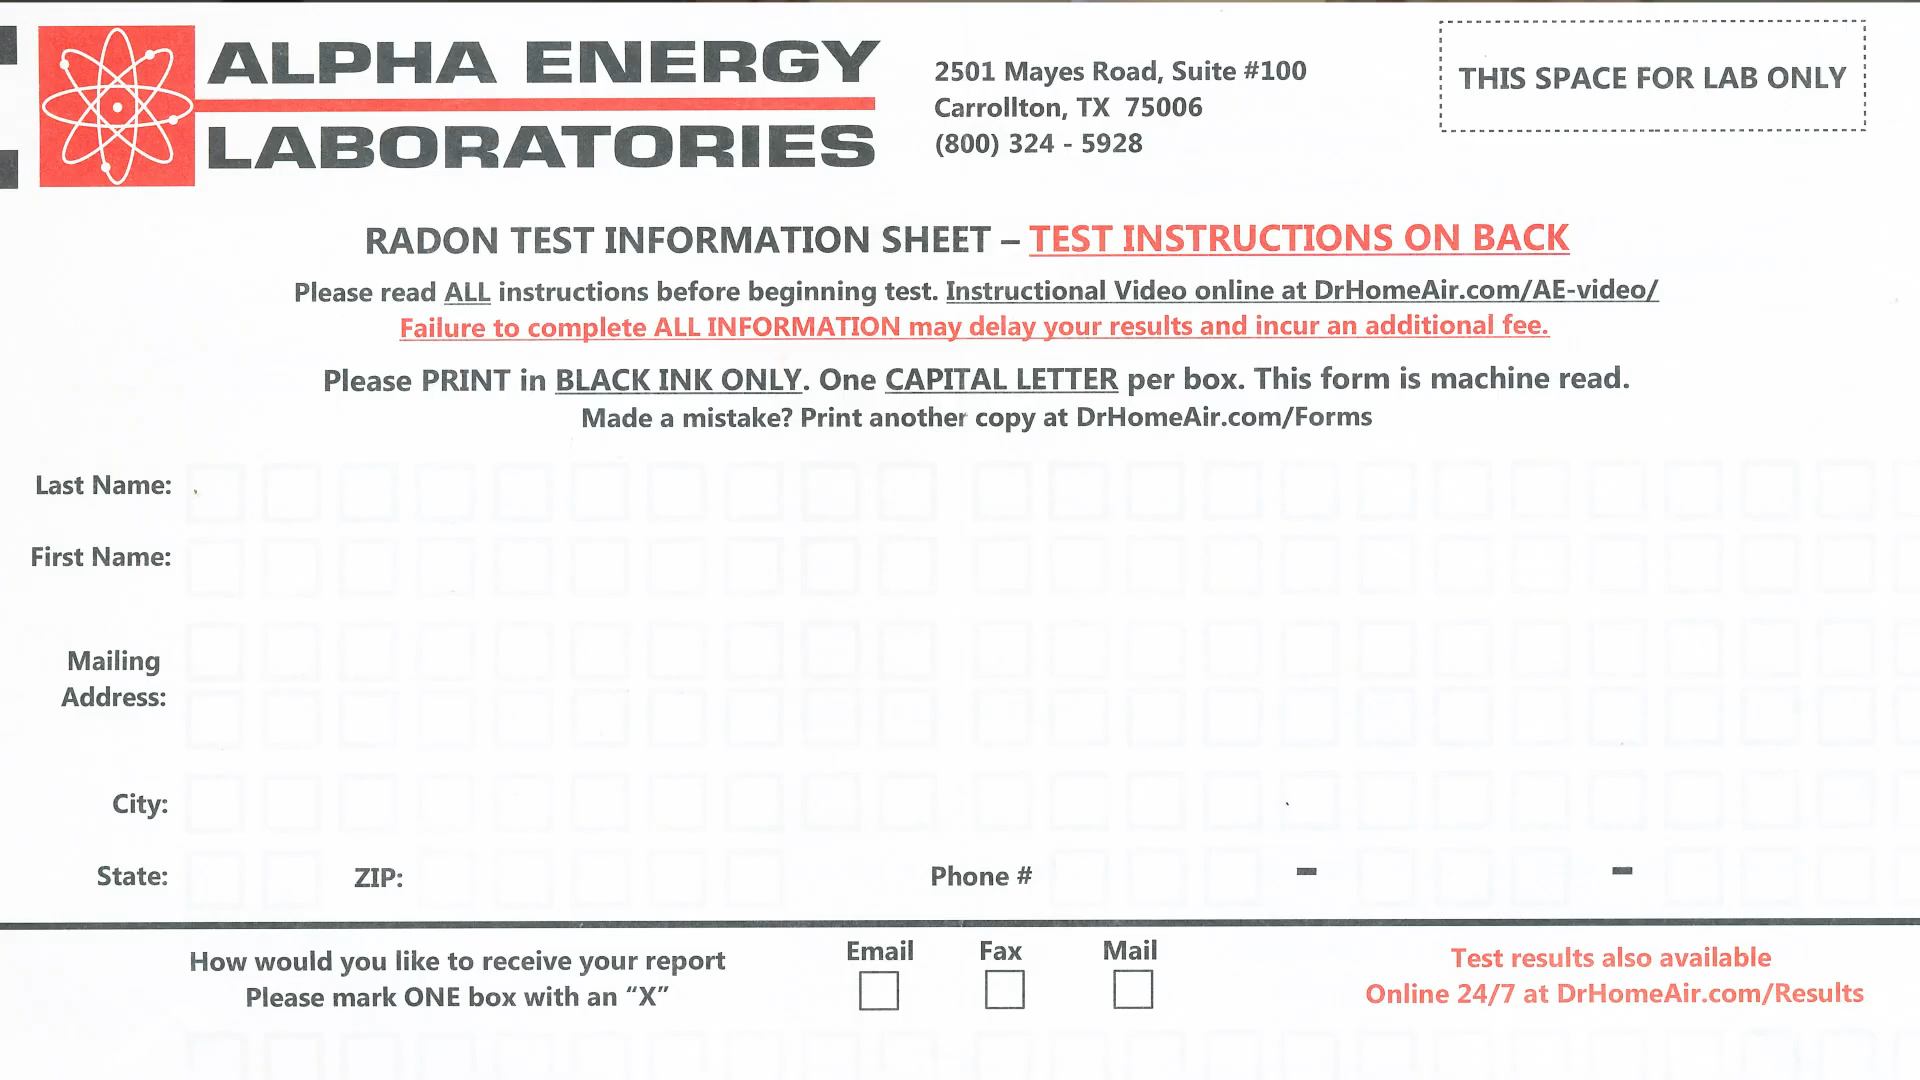 ALPHA ENERGY
LABORATORIES
2501 Mayes Road, Suite #100
Carrollton, TX 75006
(800) 324 - 5928
THIS SPACE FOR LAB ONLY
RADON TEST INFORMATION SHEET – TEST INSTRUCTIONS ON BACK
Please read ALL instructions before beginning test. Instructional Video online at DrHomeAir.com/AE-video/
Failure to complete ALL INFORMATION may delay your results and incur an additional fee.
Please PRINT in BLACK INK ONLY. One CAPITAL LETTER per box. This form is machine read.
Made a mistake? Print another copy at DrHomeAir.com/Forms
Last Name:
First Name:
Mailing
Address:
City:
State: ZIP: Phone # - -
How would you like to receive your report
Please mark ONE box with an “X”
Email Fax Mail
Test results also available
Online 24/7 at DrHomeAir.com/Results